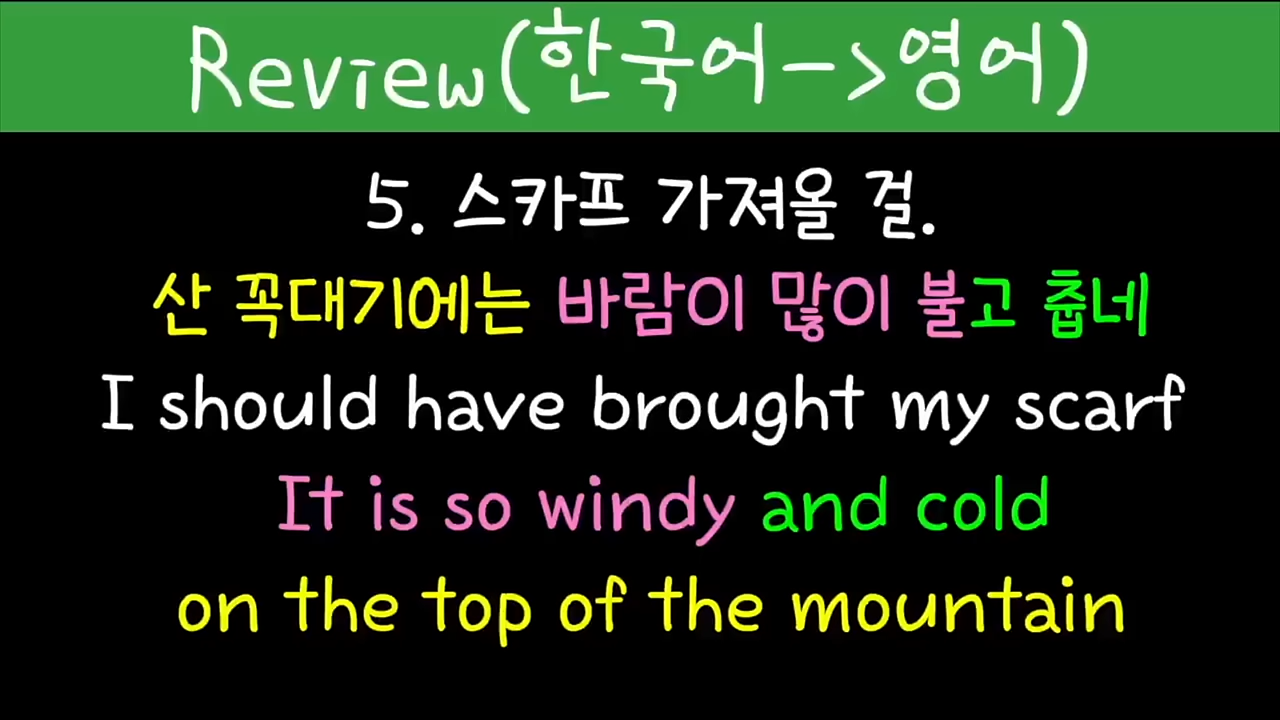 Review(한국어->영어)
5. 스카프 가져올 걸.
산 꼭대기에는 바람이 많이 불고 춥네
I should have brought my scarf
It is so windy and cold
on the top of the mountain